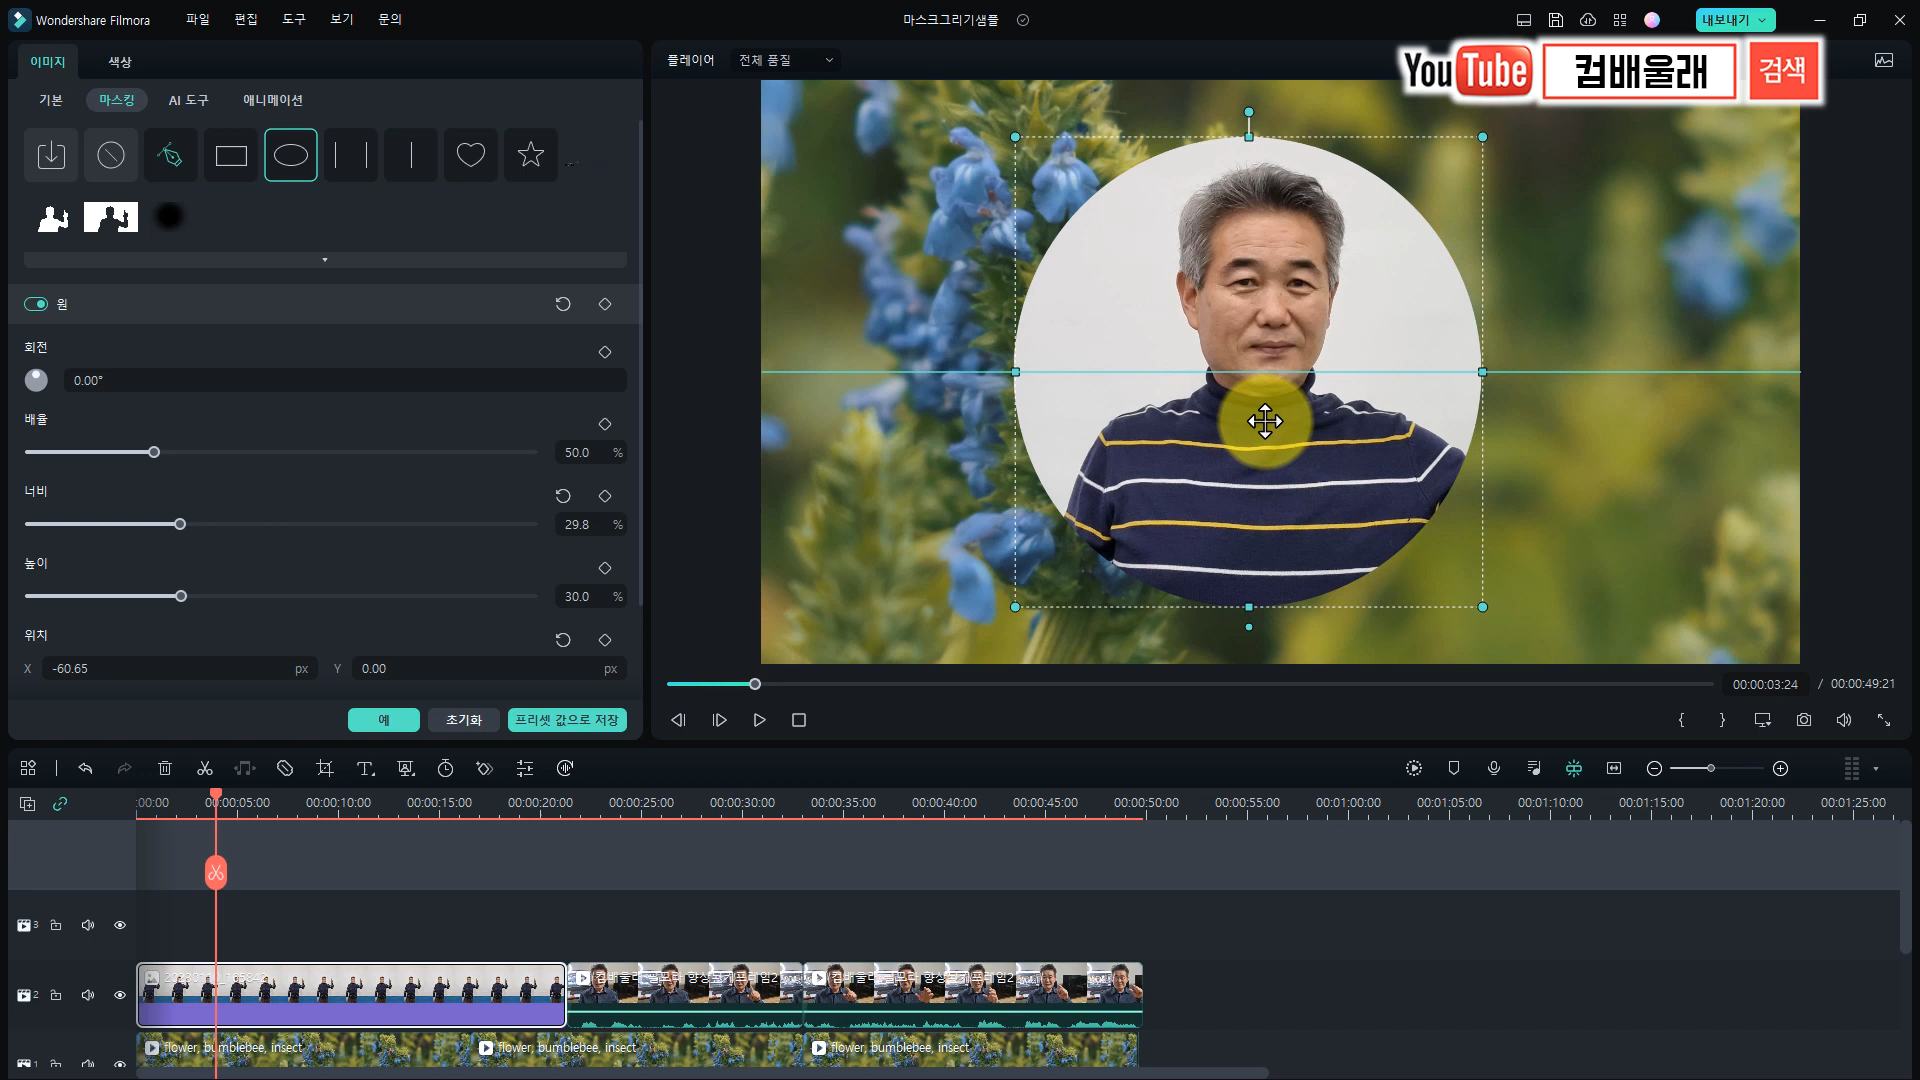 Wondershare Filmora 파일 편집 도구 보기 문의 마스크그리기샘플 내보내기
이미지 색상 플레이어 전체 품질
YouTube 컴배울래 검색
기본 마스킹 AI 도구 애니메이션
원
회전
0.00°
배율
50.0 %
너비
29.8 %
높이
30.0 %
위치
X -60.65 px Y 0.00 px
00:00:03:24 / 00:00:49:21
예 초기화 프리셋 값으로 저장
:00:00 00:00:05:00 00:00:10:00 00:00:15:00 00:00:20:00 00:00:25:00 00:00:30:00 00:00:35:00 00:00:40:00 00:00:45:00 00:00:50:00 00:00:55:00 00:01:00:00 00:01:05:00 00:01:10:00 00:01:15:00 00:01:20:00 00:01:25:00
3
2
1 flower, bumblebee, insect flower, bumblebee, insect flower, bumblebee, insect